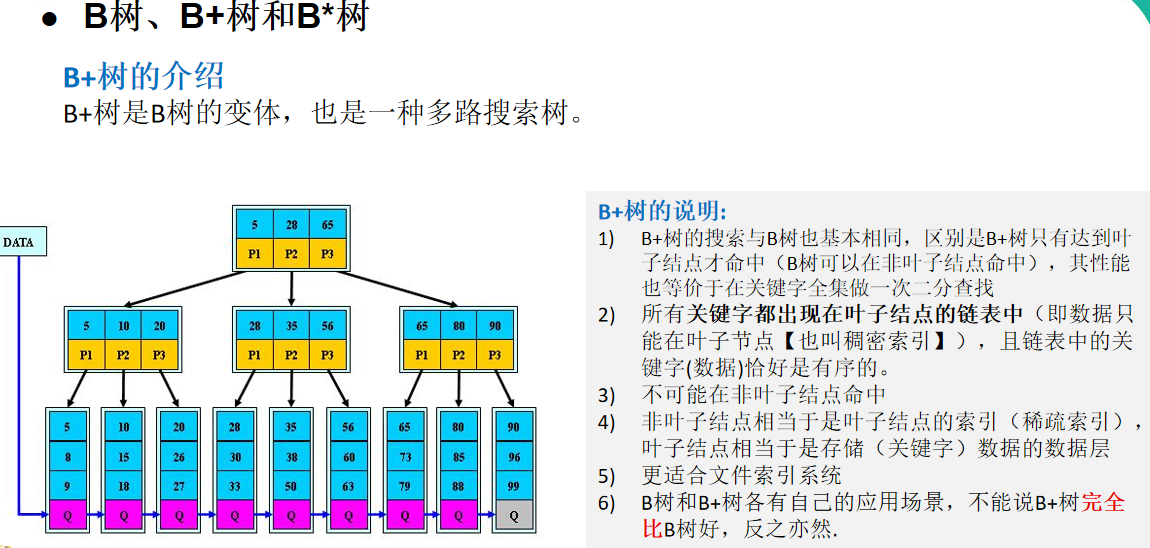 ● B树、B+树和B*树
B+树的介绍
B+树是B树的变体，也是一种多路搜索树。
DATA
5 28 65
P1 P2 P3
5 10 20 28 35 56 65 80 90
P1 P2 P3 P1 P2 P3 P1 P2 P3
5 10 20 28 35 56 65 80 90
8 15 26 30 38 60 73 85 96
9 18 27 33 50 63 79 88 99
Q Q Q Q Q Q Q Q Q
B+树的说明:
1) B+树的搜索与B树也基本相同，区别是B+树只有达到叶
子结点才命中（B树可以在非叶子结点命中），其性能
也等价于在关键字全集做一次二分查找
2) 所有关键字都出现在叶子结点的链表中（即数据只
能在叶子节点【也叫稠密索引】），且链表中的关
键字(数据)恰好是有序的。
3) 不可能在非叶子结点命中
4) 非叶子结点相当于是叶子结点的索引（稀疏索引），
叶子结点相当于是存储（关键字）数据的数据层
5) 更适合文件索引系统
6) B树和B+树各有自己的应用场景，不能说B+树完全
比B树好，反之亦然.